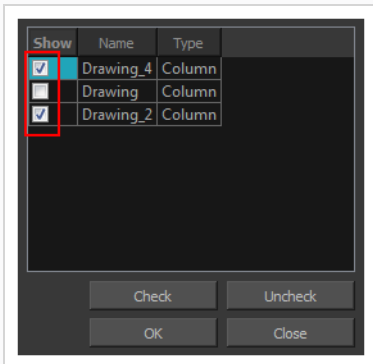 Show Name Type
Drawing_4 Column
Drawing Column
Drawing_2 Column
Check Uncheck
OK Close